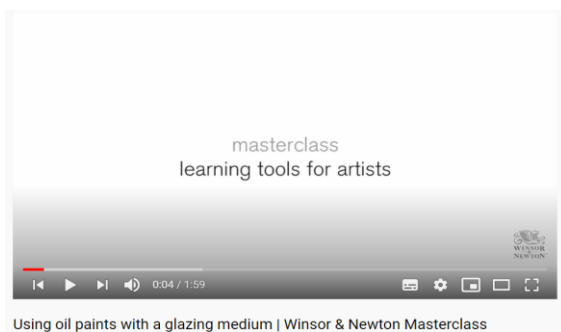 masterclass
learning tools for artists
WINSOR
& NEWTON
0:04 / 1:59
Using oil paints with a glazing medium | Winsor & Newton Masterclass